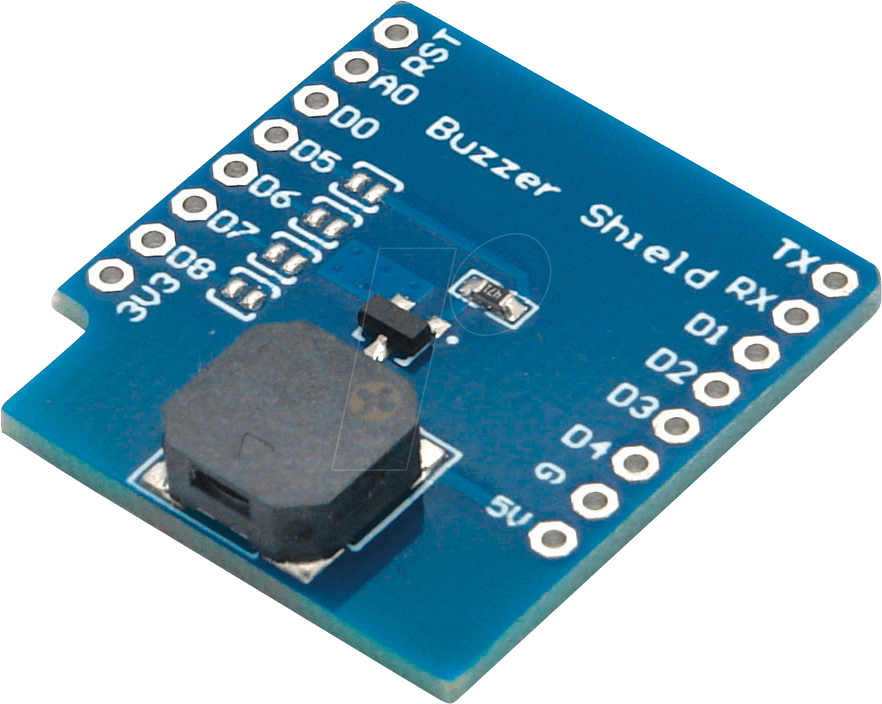 RST
A0
D0
D5
D6
D7
D8
3V3
Buzzer Shield
TX
RX
D1
D2
D3
D4
G
5V